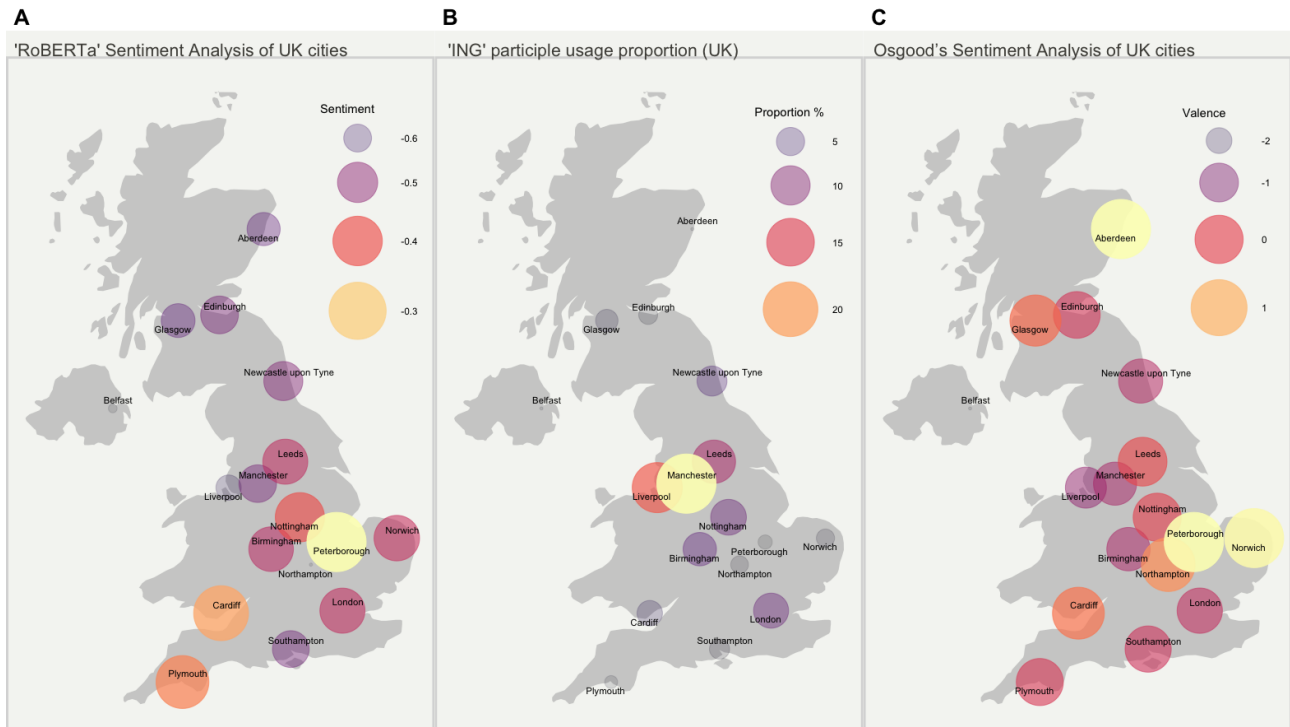 A
B
C
'RoBERTa' Sentiment Analysis of UK cities
'ING' participle usage proportion (UK)
Osgood's Sentiment Analysis of UK cities
Sentiment
-0.6
-0.5
-0.4
-0.3
Aberdeen
Edinburgh
Glasgow
Newcastle upon Tyne
Belfast
Leeds
Manchester
Liverpool
Nottingham
Norwich
Birmingham
Peterborough
Northampton
Cardiff
London
Southampton
Plymouth
Proportion %
5
10
15
20
Aberdeen
Edinburgh
Glasgow
Newcastle upon Tyne
Belfast
Leeds
Manchester
Liverpool
Nottingham
Peterborough
Norwich
Birmingham
Northampton
Cardiff
London
Southampton
Plymouth
Valence
-2
-1
0
1
Aberdeen
Edinburgh
Glasgow
Newcastle upon Tyne
Belfast
Leeds
Manchester
Liverpool
Nottingham
Peterborough
Norwich
Birmingham
Northampton
Cardiff
London
Southampton
Plymouth